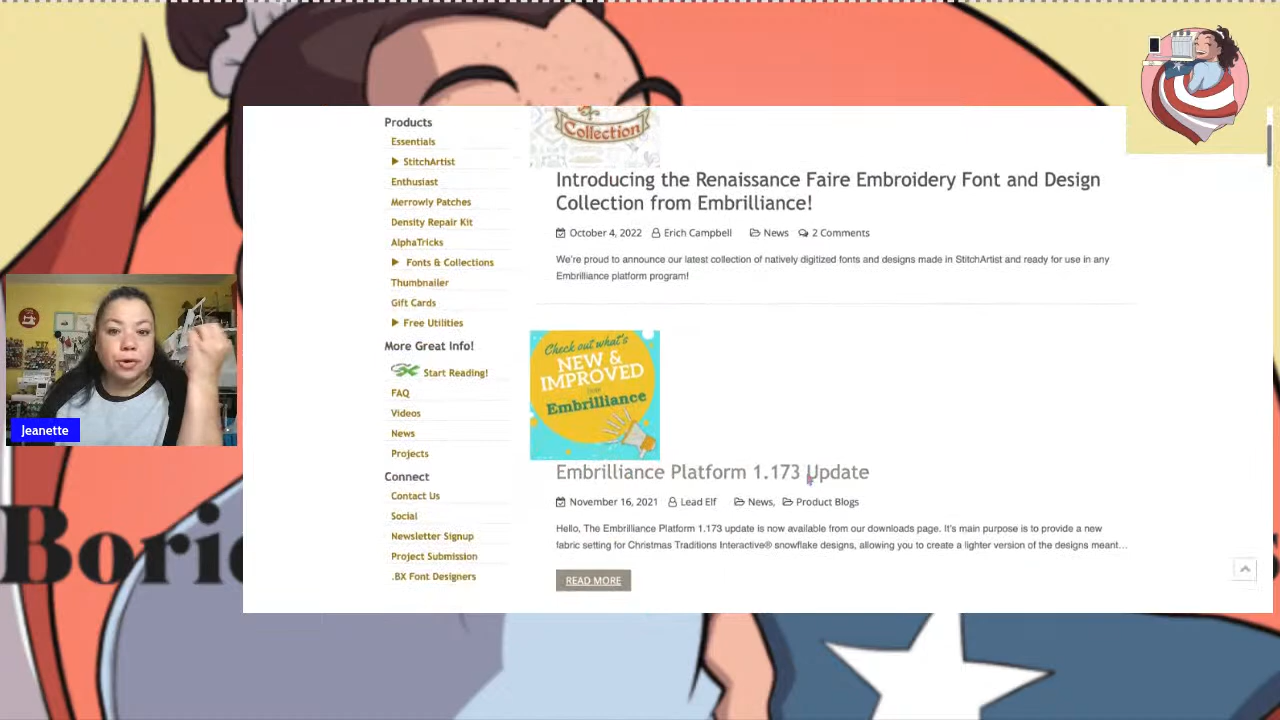 Products
Essentials
StitchArtist
Enthusiast
Merrowly Patches
Density Repair Kit
AlphaTricks
Fonts & Collections
Thumbnailer
Gift Cards
Free Utilities
More Great Info!
Start Reading!
FAQ
Videos
News
Projects
Connect
Contact Us
Social
Newsletter Signup
Project Submission
.BX Font Designers
Collection
Introducing the Renaissance Faire Embroidery Font and Design
Collection from Embrilliance!
October 4, 2022 Erich Campbell News 2 Comments
We're proud to announce our latest collection of natively digitized fonts and designs made in StitchArtist and ready for use in any
Embrilliance platform program!
Check out what's
NEW &
IMPROVED
Embrilliance
Embrilliance Platform 1.173 Update
November 16, 2021 Lead Elf News, Product Blogs
Hello, The Embrilliance Platform 1.173 update is now available from our downloads page. It's main purpose is to provide a new
fabric setting for Christmas Traditions Interactive® snowflake designs, allowing you to create a lighter version of the designs meant...
READ MORE
Jeanette